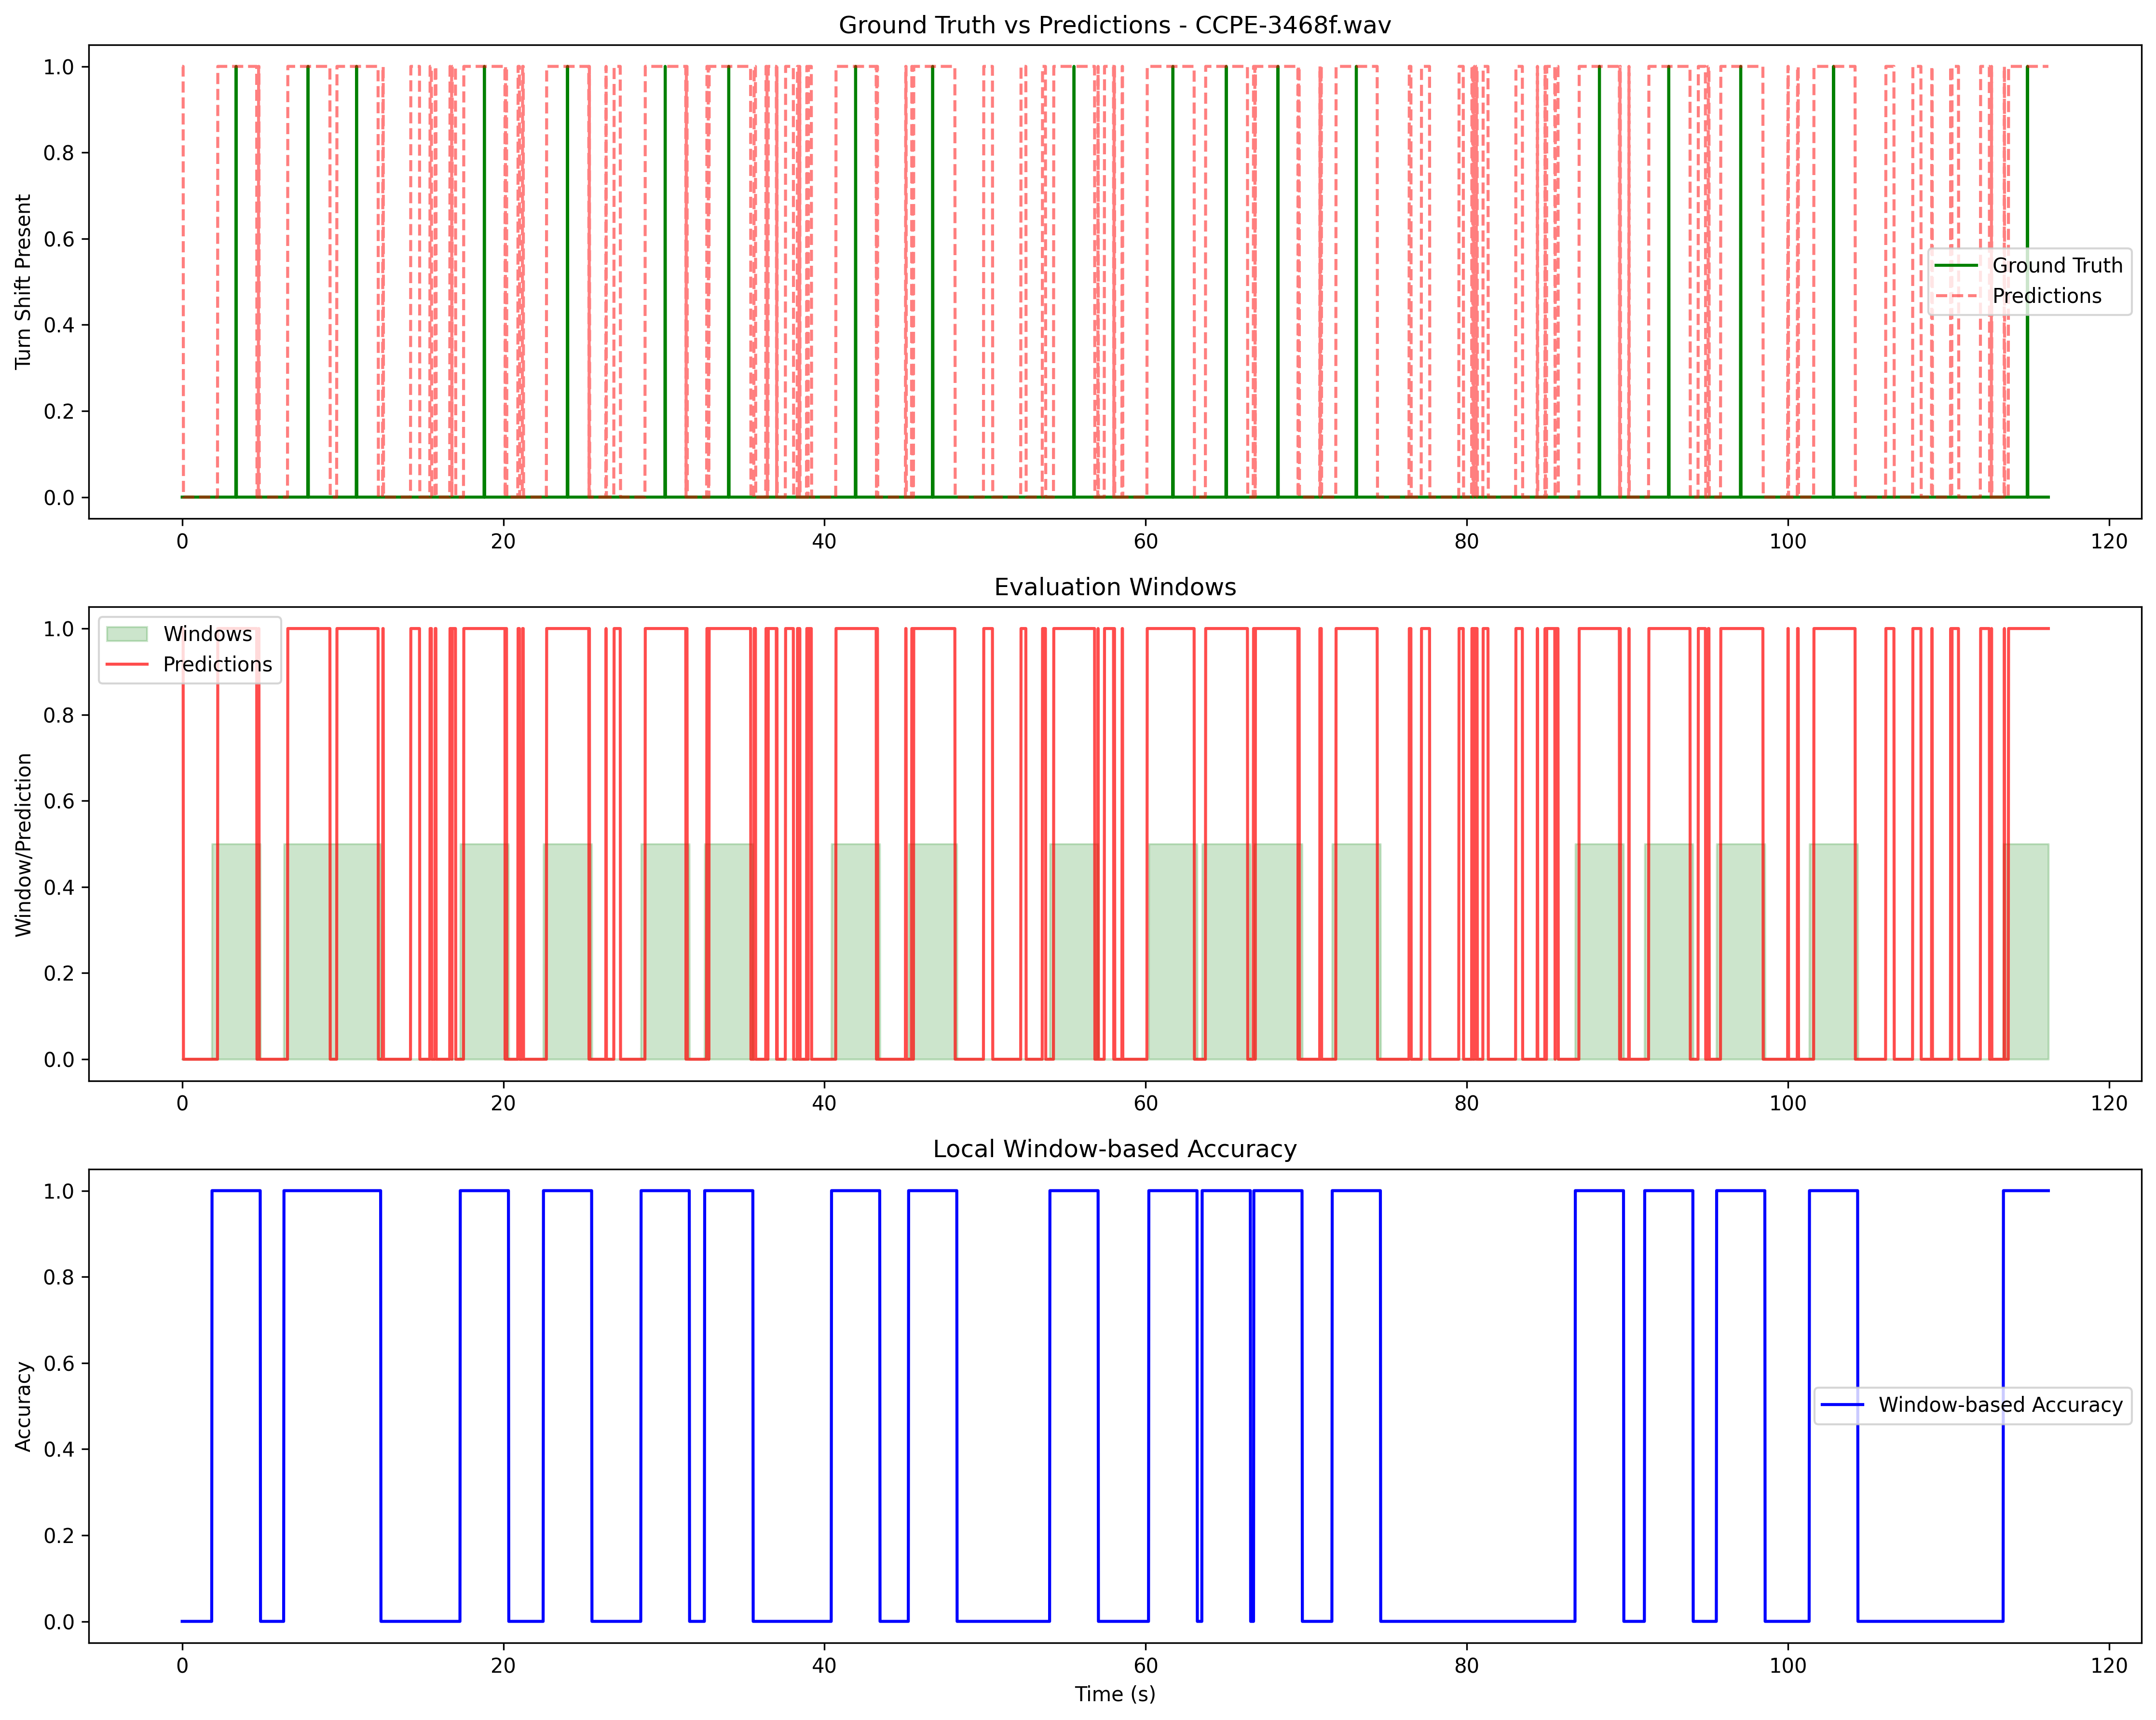 Ground Truth vs Predictions - CCPE-3468f.wav
Turn Shift Present
1.0
0.8
0.6
0.4
0.2
0.0
Ground Truth
Predictions
0 20 40 60 80 100 120
Evaluation Windows
Window/Prediction
1.0
0.8
0.6
0.4
0.2
0.0
Windows
Predictions
0 20 40 60 80 100 120
Local Window-based Accuracy
Accuracy
1.0
0.8
0.6
0.4
0.2
0.0
Window-based Accuracy
0 20 40 60 80 100 120
Time (s)